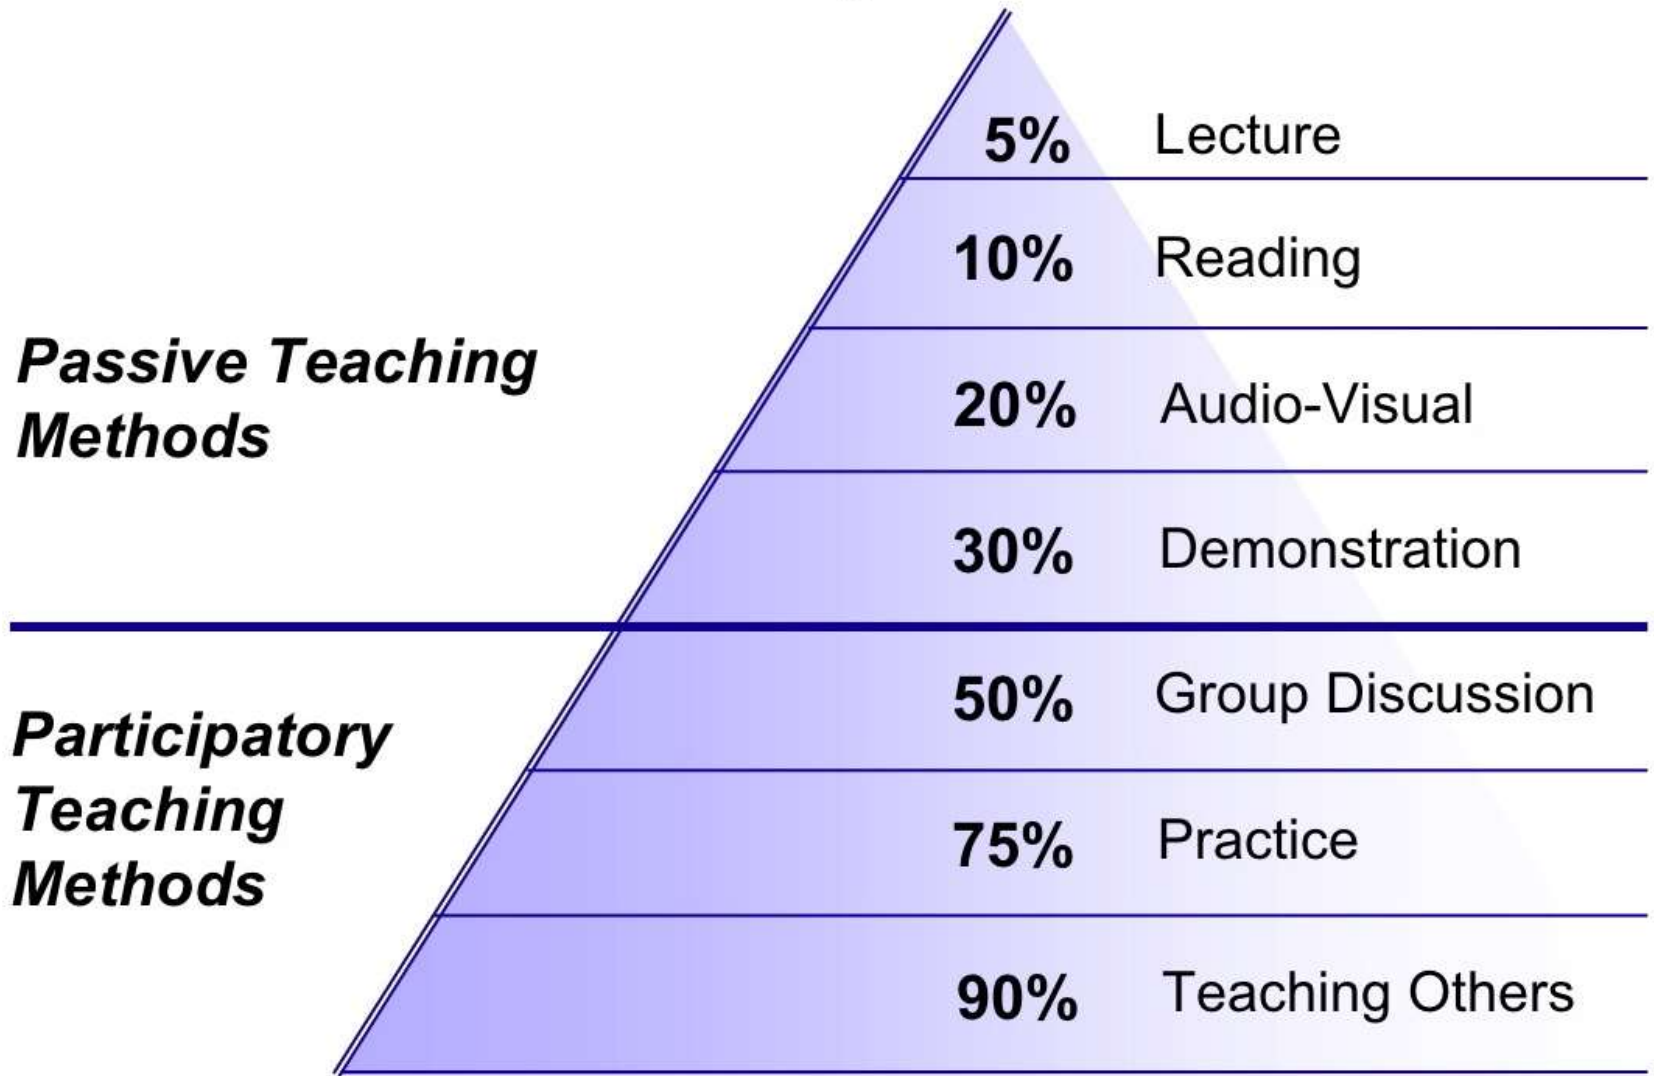 5% Lecture
10% Reading
20% Audio-Visual
30% Demonstration
Passive Teaching
Methods
50% Group Discussion
75% Practice
90% Teaching Others
Participatory
Teaching
Methods